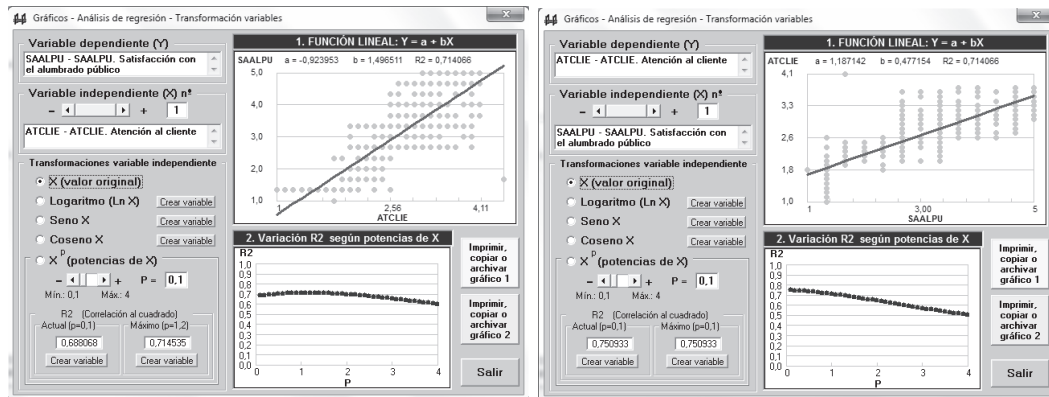 Gráficos - Análisis de regresión - Transformación variables
Variable dependiente (Y)
SAALPU - SAALPU. Satisfacción con
el alumbrado público
Variable independiente (X) nº
- + 1
ATCLIE - ATCLIE. Atención al cliente
Transformaciones variable independiente
X (valor original)
Logaritmo (Ln X) Crear variable
Seno X Crear variable
Coseno X Crear variable
X p (potencias de X)
- + P = 0,1
Mín.: 0,1 Máx.: 4
R2 (Correlación al cuadrado)
Actual (p=0,1) Máximo (p=1,2)
0,688068 0,714535
Crear variable Crear variable
1. FUNCIÓN LINEAL: Y = a + bX
SAALPU a = -0,923953 b = 1,496511 R2 = 0,714066
5,0
4,0
3,0
2,0
1,0
1 2,56 4,11
ATCLIE
2. Variación R2 según potencias de X
R2
1,0
0,9
0,8
0,7
0,6
0,5
0,4
0,3
0,2
0,1
0,0
0 1 2 3 4
P
Imprimir,
copiar o
archivar
gráfico 1
Imprimir,
copiar o
archivar
gráfico 2
Salir
Gráficos - Análisis de regresión - Transformación variables
Variable dependiente (Y)
ATCLIE - ATCLIE. Atención al cliente
Variable independiente (X) nº
- + 1
SAALPU - SAALPU. Satisfacción con
el alumbrado público
Transformaciones variable independiente
X (valor original)
Logaritmo (Ln X) Crear variable
Seno X Crear variable
Coseno X Crear variable
X p (potencias de X)
- + P = 0,1
Mín.: 0,1 Máx.: 4
R2 (Correlación al cuadrado)
Actual (p=0,1) Máximo (p=0,1)
0,750933 0,750933
Crear variable Crear variable
1. FUNCIÓN LINEAL: Y = a + bX
ATCLIE a = 1,187142 b = 0,477154 R2 = 0,714066
4,1
3,3
2,6
1,8
1,0
1 3,00 5
SAALPU
2. Variación R2 según potencias de X
R2
1,0
0,9
0,8
0,7
0,6
0,5
0,4
0,3
0,2
0,1
0,0
0 1 2 3 4
P
Imprimir,
copiar o
archivar
gráfico 1
Imprimir,
copiar o
archivar
gráfico 2
Salir